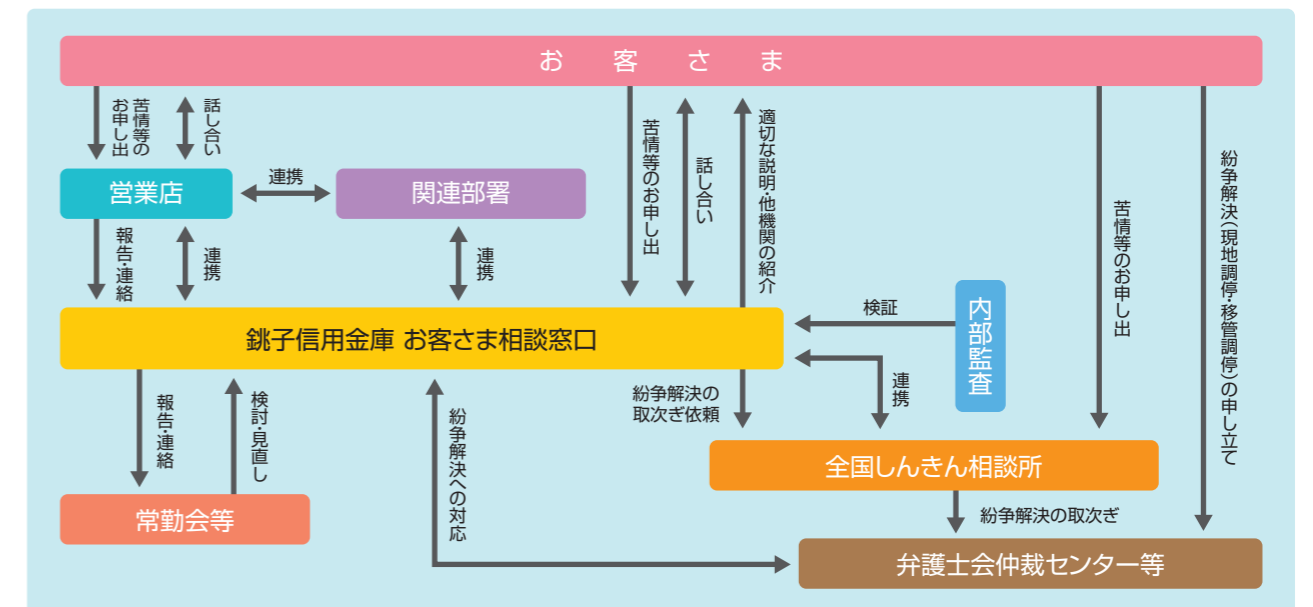 お客さま
苦情等の
お申し出
話し合い
苦情等のお申し出
話し合い
適切な説明・他機関の紹介
苦情等のお申し出
紛争解決(現地調停・移管調停)の申し立て
営業店
連携
関連部署
報告・連絡
連携
連携
銚子信用金庫 お客さま相談窓口
検証
内部監査
報告・連絡
検討・見直し
紛争解決への対応
紛争解決の
取次ぎ依頼
連携
全国しんきん相談所
常勤会等
紛争解決の取次ぎ
弁護士会仲裁センター等